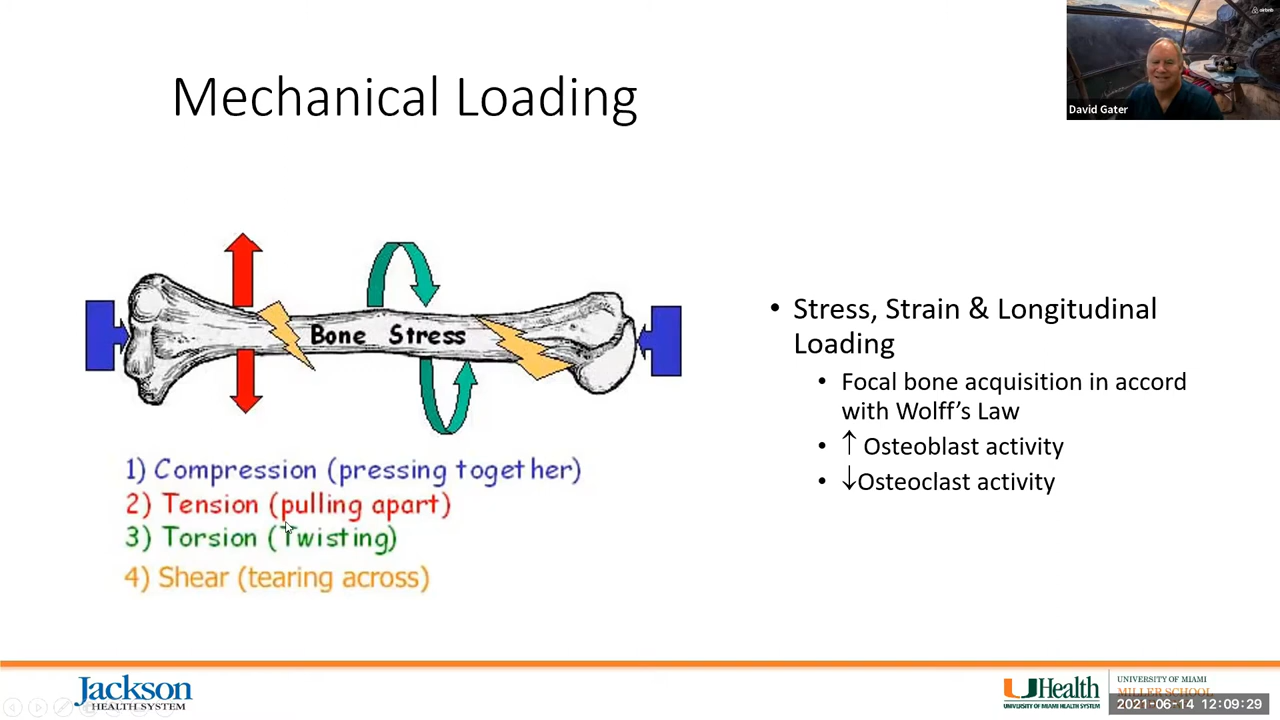 airbnb
David Gater
Mechanical Loading
Bone Stress
1) Compression (pressing together)
2) Tension (pulling apart)
3) Torsion (Twisting)
4) Shear (tearing across)
• Stress, Strain & Longitudinal
Loading
• Focal bone acquisition in accord
with Wolff's Law
• ↑ Osteoblast activity
• ↓Osteoclast activity
Jackson
HEALTH SYSTEM
UHealth
UNIVERSITY OF MIAMI HEALTH SYSTEM
UNIVERSITY OF MIAMI
MILLER SCHOOL
2021-06-14 12:09:29